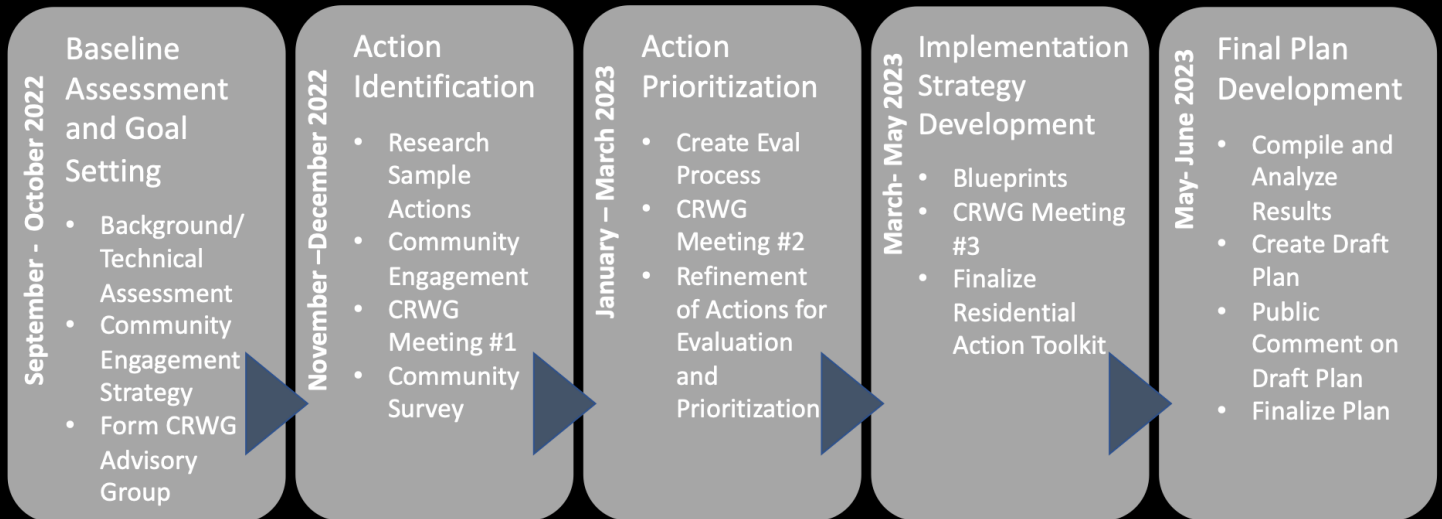 September - October 2022
Baseline
Assessment
and Goal
Setting
• Background/
Technical
Assessment
• Community
Engagement
Strategy
• Form CRWG
Advisory
Group
November –December 2022
Action
Identification
• Research
Sample
Actions
• Community
Engagement
• CRWG
Meeting #1
• Community
Survey
January – March 2023
Action
Prioritization
• Create Eval
Process
• CRWG
Meeting #2
• Refinement
of Actions for
Evaluation
and
Prioritization
March- May 2023
Implementation
Strategy
Development
• Blueprints
• CRWG Meeting
#3
• Finalize
Residential
Action Toolkit
May- June 2023
Final Plan
Development
• Compile and
Analyze
Results
• Create Draft
Plan
• Public
Comment on
Draft Plan
• Finalize Plan